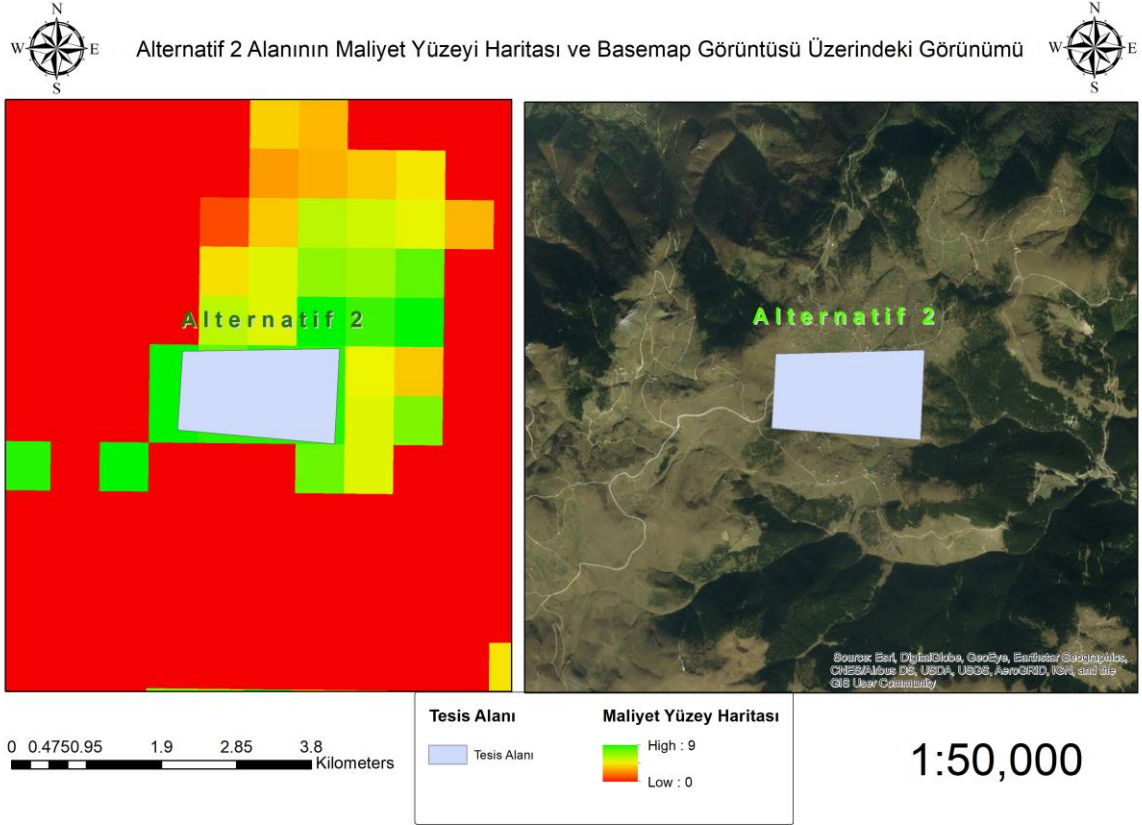 N
W E
S
Alternatif 2 Alanının Maliyet Yüzeyi Haritası ve Basemap Görüntüsü Üzerindeki Görünümü
N
W E
S
Alternatif 2
Alternatif 2
Source: Esri, DigitalGlobe, GeoEye, Earthstar Geographics,
CNES/Airbus DS, USDA, USGS, AeroGRID, IGN, and the
GIS User Community
0 0.4750.95 1.9 2.85 3.8
Kilometers
Tesis Alanı
Tesis Alanı
Maliyet Yüzey Haritası
High : 9
Low : 0
1:50,000